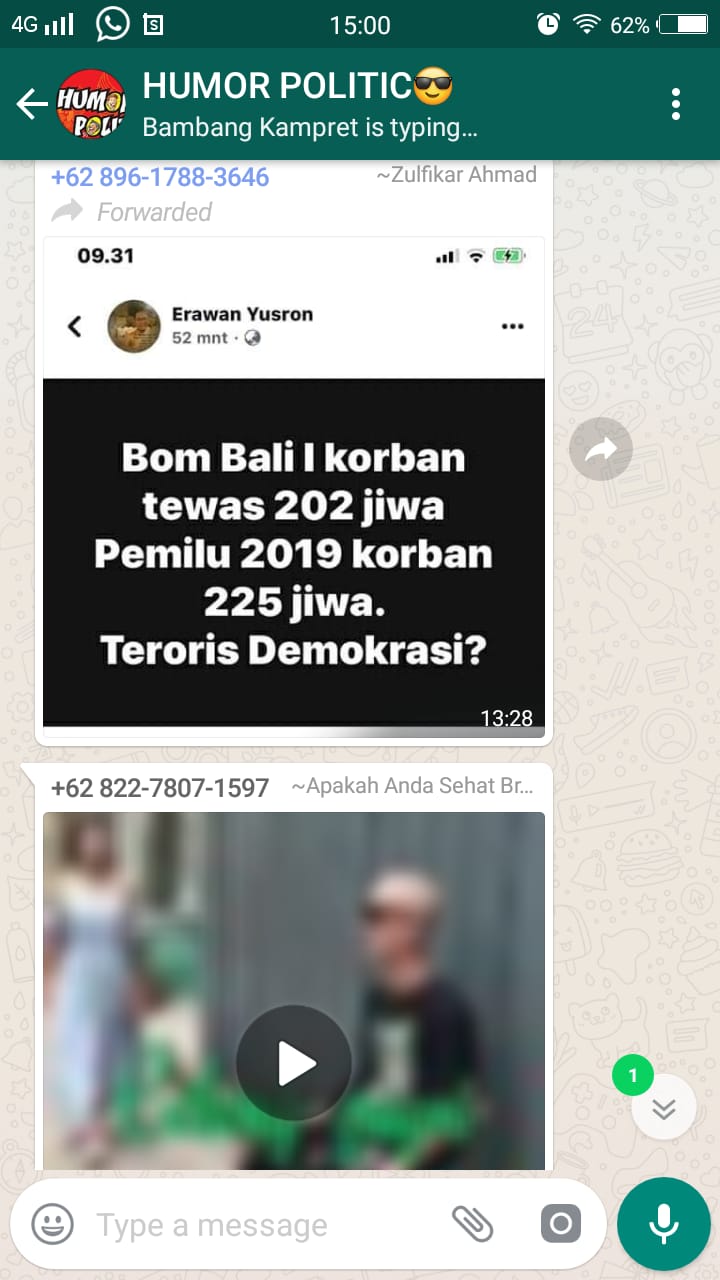 4G 15:00 62%
HUMOR POLITIC😎
Bambang Kampret is typing...
+62 896-1788-3646 ~Zulfikar Ahmad
Forwarded
09.31
Erawan Yusron
52 mnt ·
Bom Bali I korban
tewas 202 jiwa
Pemilu 2019 korban
225 jiwa.
Teroris Demokrasi?
13:28
+62 822-7807-1597 ~Apakah Anda Sehat Br...
1
Type a message